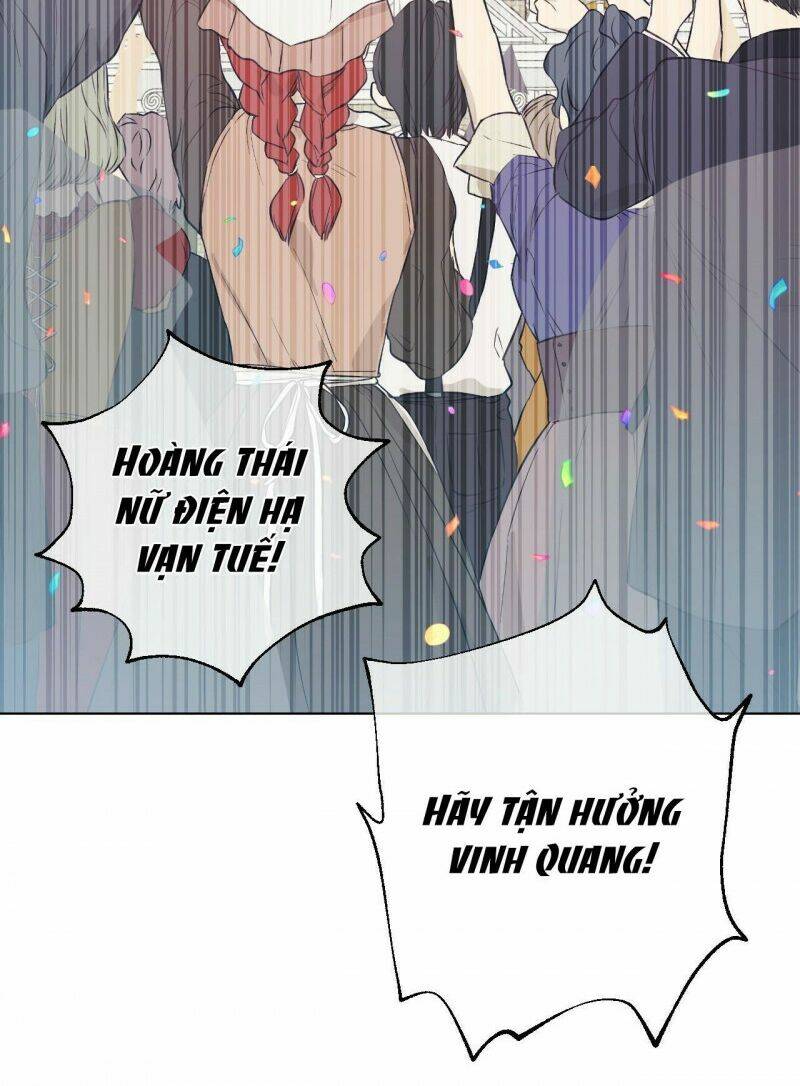 HOÀNG THÁI
NỮ ĐIỆN HẠ
VẠN TUẾ!
HÃY TẬN HƯỞNG
VINH QUANG!